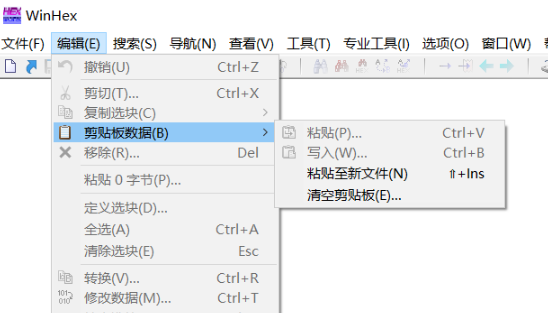 WinHex
文件(F) 编辑(E) 搜索(S) 导航(N) 查看(V) 工具(T) 专业工具(I) 选项(O) 窗口(W)
撤销(U) Ctrl+Z
剪切(T)... Ctrl+X
复制选块(C)
剪贴板数据(B)
粘贴(P)... Ctrl+V
写入(W)... Ctrl+B
粘贴至新文件(N) ⇧+Ins
清空剪贴板(E)...
移除(R)... Del
粘贴 0 字节(P)...
定义选块(D)...
全选(A) Ctrl+A
清除选块(E) Esc
转换(V)... Ctrl+R
修改数据(M)... Ctrl+T